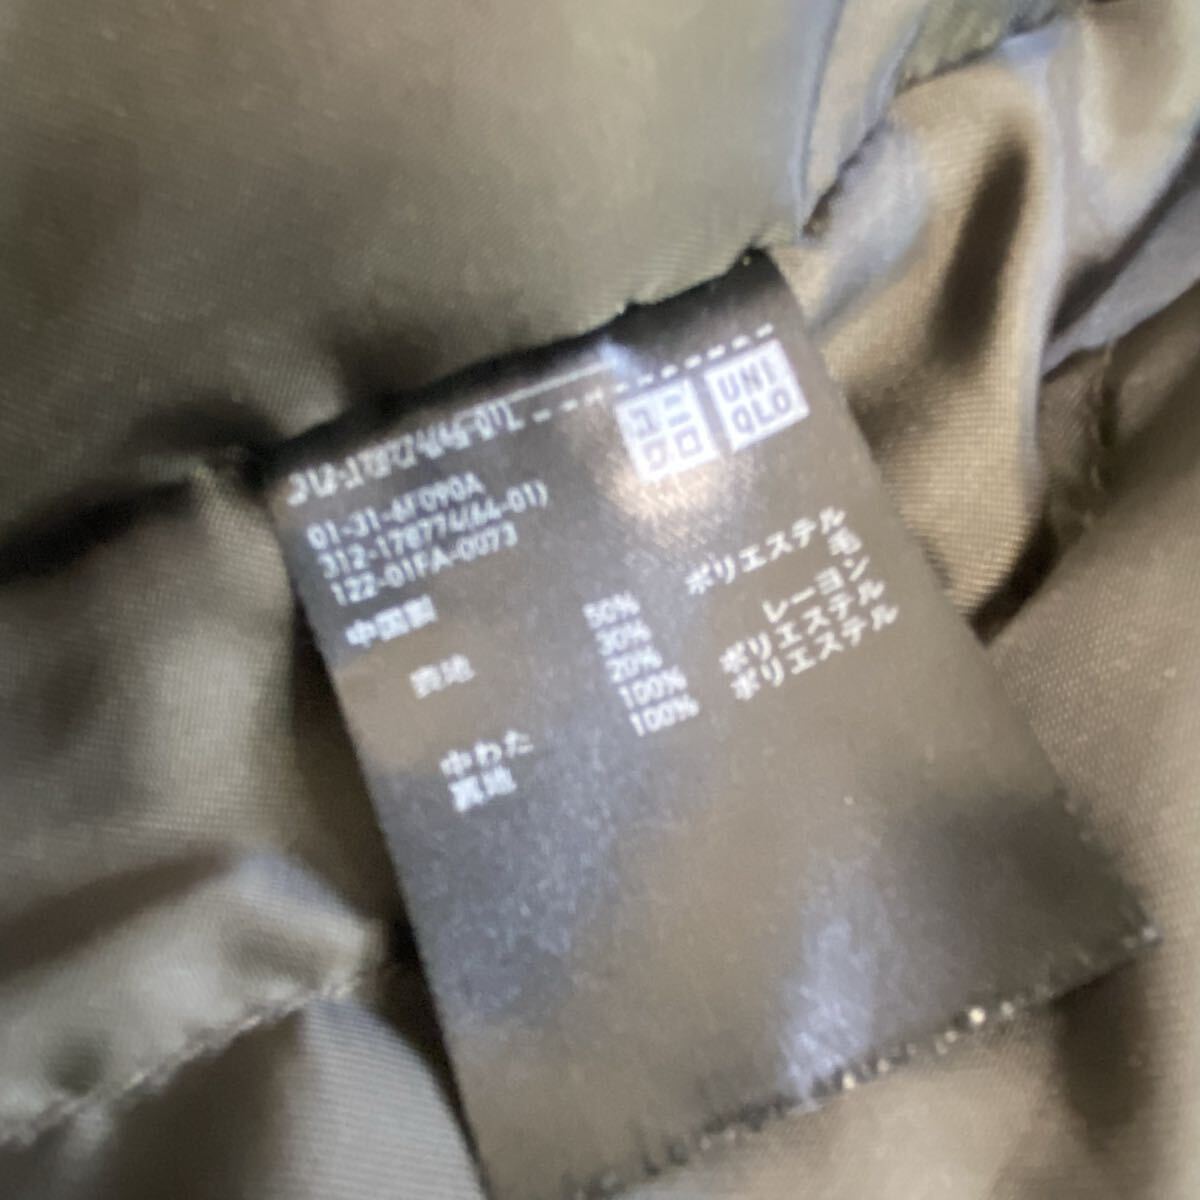 ユニ
クロ
UNI
QLO
01-31-6F090A
312-178774(64-01)
122-01FA-0073
中国製
表地 50% ポリエステル
30% 毛
20% レーヨン
中わた 100% ポリエステル
裏地 100% ポリエステル